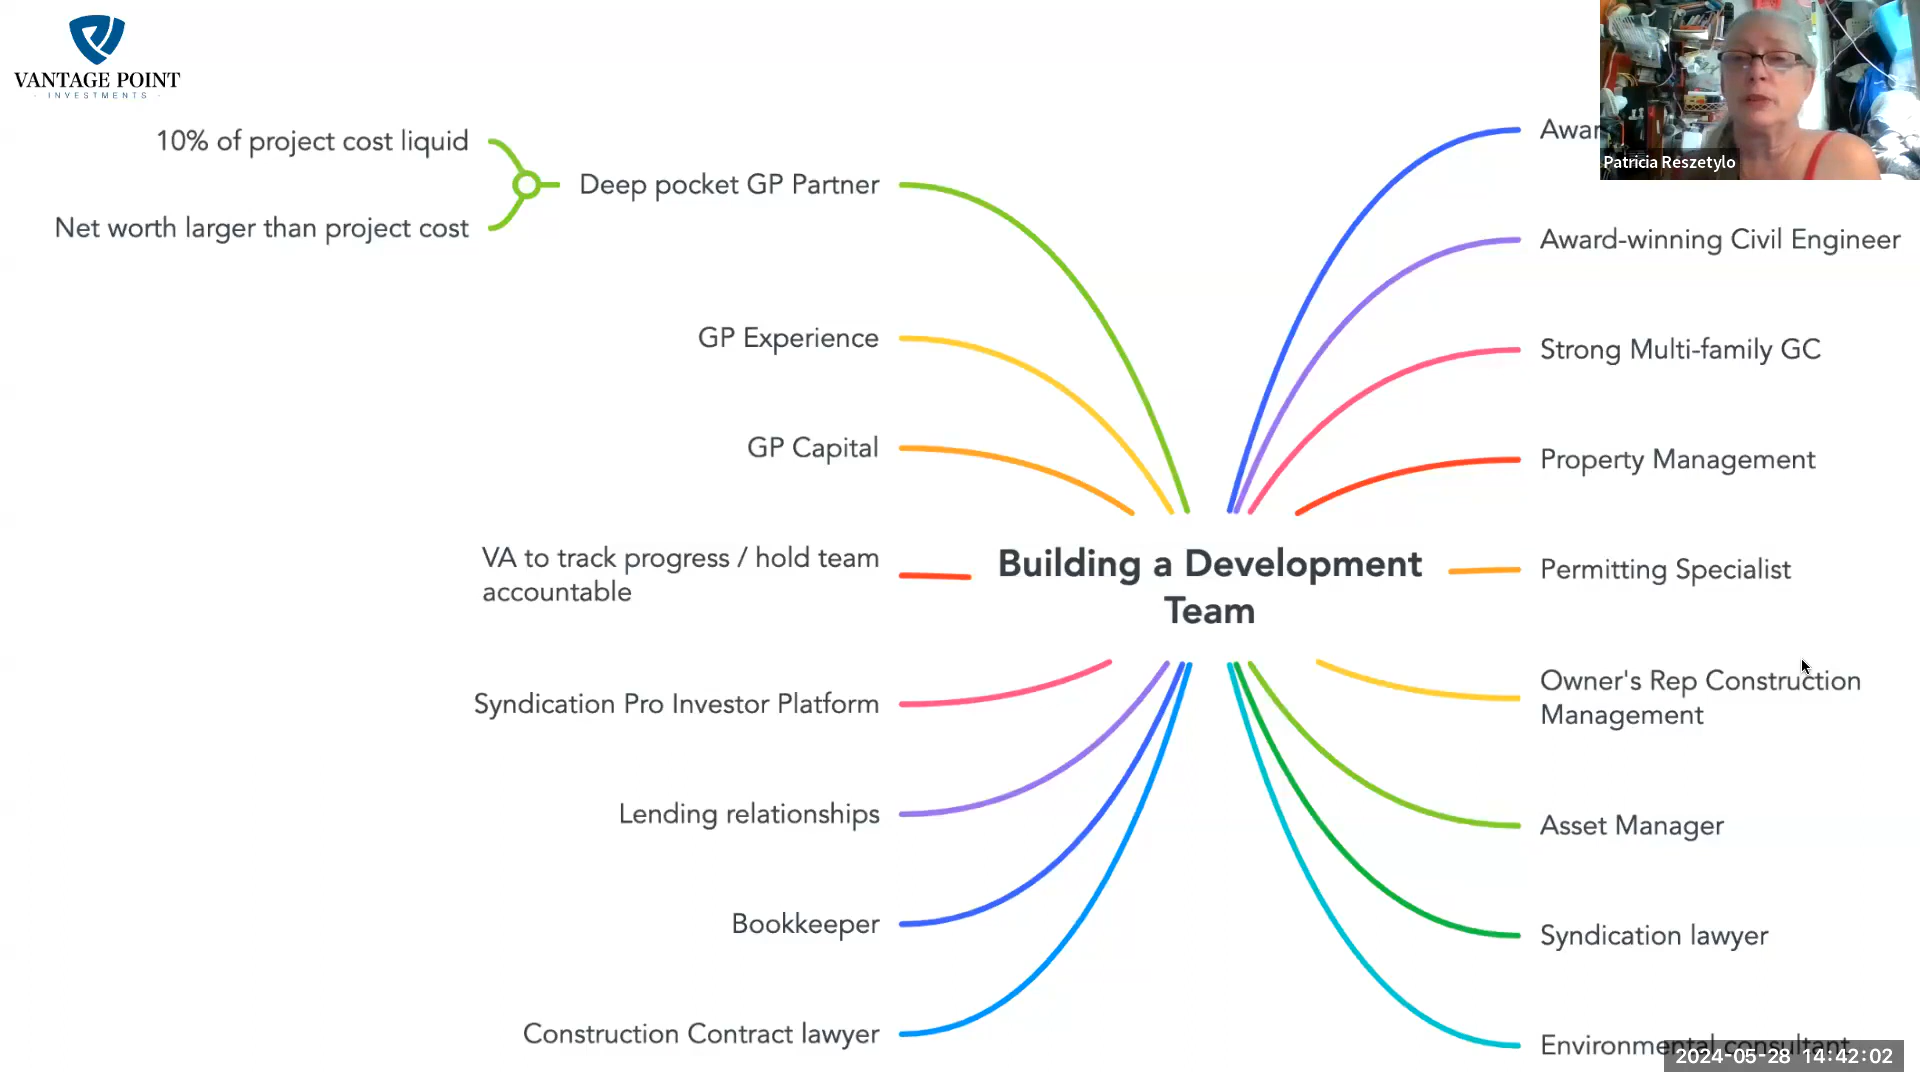 VANTAGE POINT
INVESTMENTS
10% of project cost liquid
Net worth larger than project cost
Deep pocket GP Partner
GP Experience
GP Capital
VA to track progress / hold team
accountable
Syndication Pro Investor Platform
Lending relationships
Bookkeeper
Construction Contract lawyer
Building a Development
Team
Patricia Reszetylo
Award-winning Civil Engineer
Strong Multi-family GC
Property Management
Permitting Specialist
Owner's Rep Construction
Management
Asset Manager
Syndication lawyer
Environmental consultant
2024-05-28 14:42:02